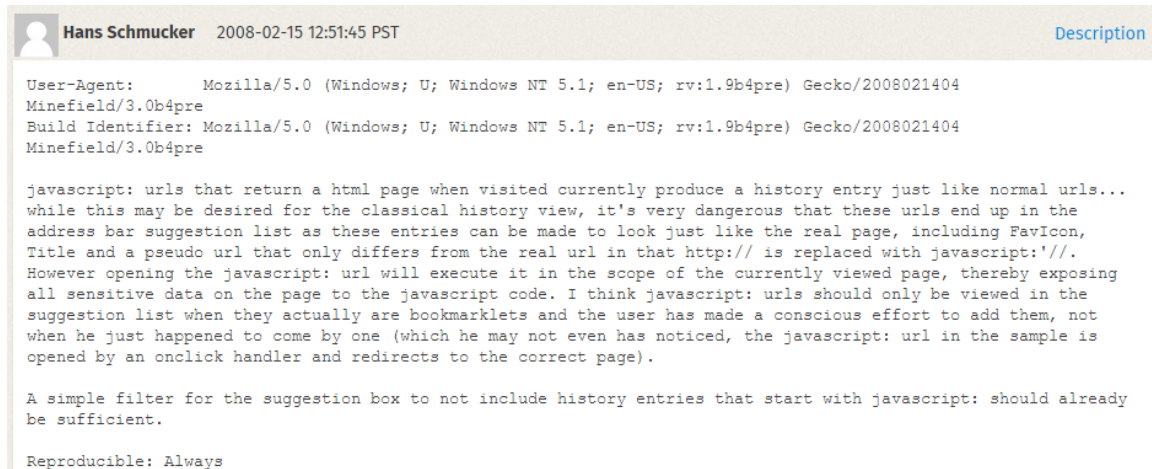 Hans Schmucker 2008-02-15 12:51:45 PST Description
User-Agent: Mozilla/5.0 (Windows; U; Windows NT 5.1; en-US; rv:1.9b4pre) Gecko/2008021404
Minefield/3.0b4pre
Build Identifier: Mozilla/5.0 (Windows; U; Windows NT 5.1; en-US; rv:1.9b4pre) Gecko/2008021404
Minefield/3.0b4pre
javascript: urls that return a html page when visited currently produce a history entry just like normal urls...
while this may be desired for the classical history view, it's very dangerous that these urls end up in the
address bar suggestion list as these entries can be made to look just like the real page, including FavIcon,
Title and a pseudo url that only differs from the real url in that http:// is replaced with javascript:'//.
However opening the javascript: url will execute it in the scope of the currently viewed page, thereby exposing
all sensitive data on the page to the javascript code. I think javascript: urls should only be viewed in the
suggestion list when they actually are bookmarklets and the user has made a conscious effort to add them, not
when he just happened to come by one (which he may not even has noticed, the javascript: url in the sample is
opened by an onclick handler and redirects to the correct page).
A simple filter for the suggestion box to not include history entries that start with javascript: should already
be sufficient.
Reproducible: Always